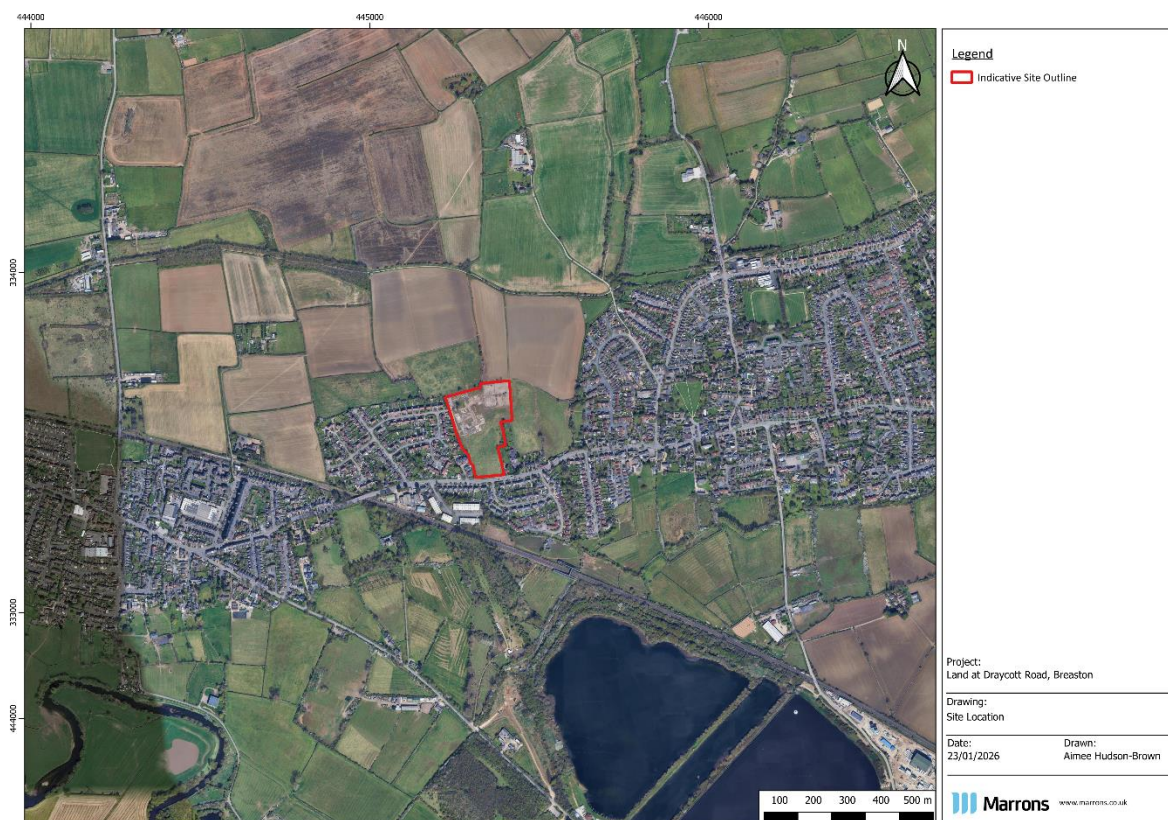 444000
445000
446000
334000
333000
444000
N
100 200 300 400 500 m
Legend
Indicative Site Outline
Project:
Land at Draycott Road, Breaston
Drawing:
Site Location
Date:
23/01/2026
Drawn:
Aimee Hudson-Brown
Marrons
www.marrons.co.uk